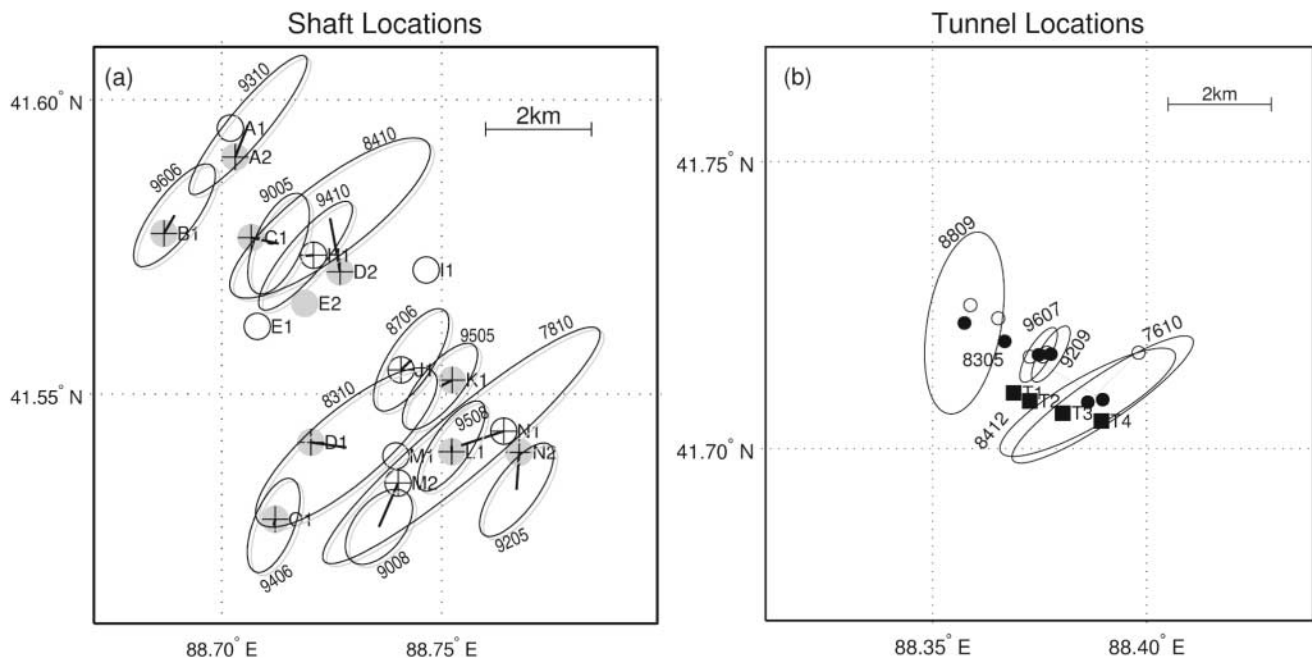 Shaft Locations
(a)
41.60° N
41.55° N
88.70° E
88.75° E
2km
9310
A1
A2
9606
B1
8410
9005
9410
C1
H1
D2
I1
E2
E1
8706
9505
7810
J1
K1
8310
9508
N1
D1
M1
L1
N2
M2
O1
9406
9008
9205
Tunnel Locations
(b)
41.75° N
41.70° N
88.35° E
88.40° E
2km
8809
9607
8305
9209
7610
T1
T2
T3
T4
8412